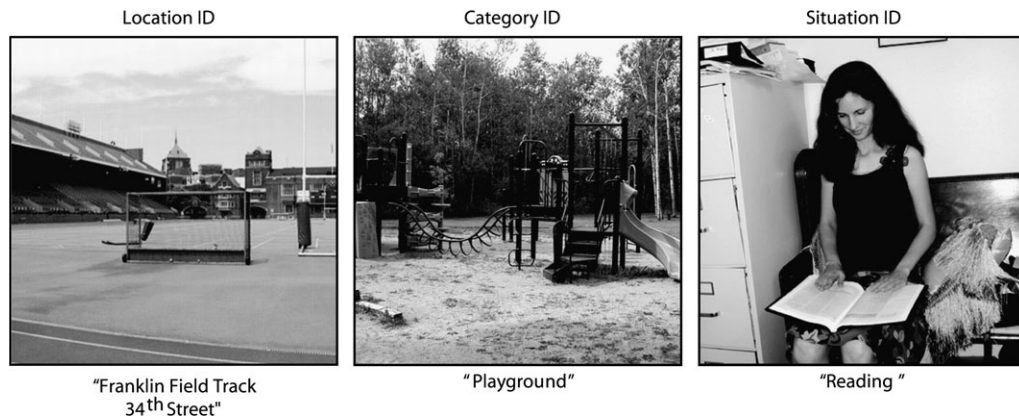 Location ID
Category ID
Situation ID
"Franklin Field Track
34th Street"
"Playground"
"Reading "